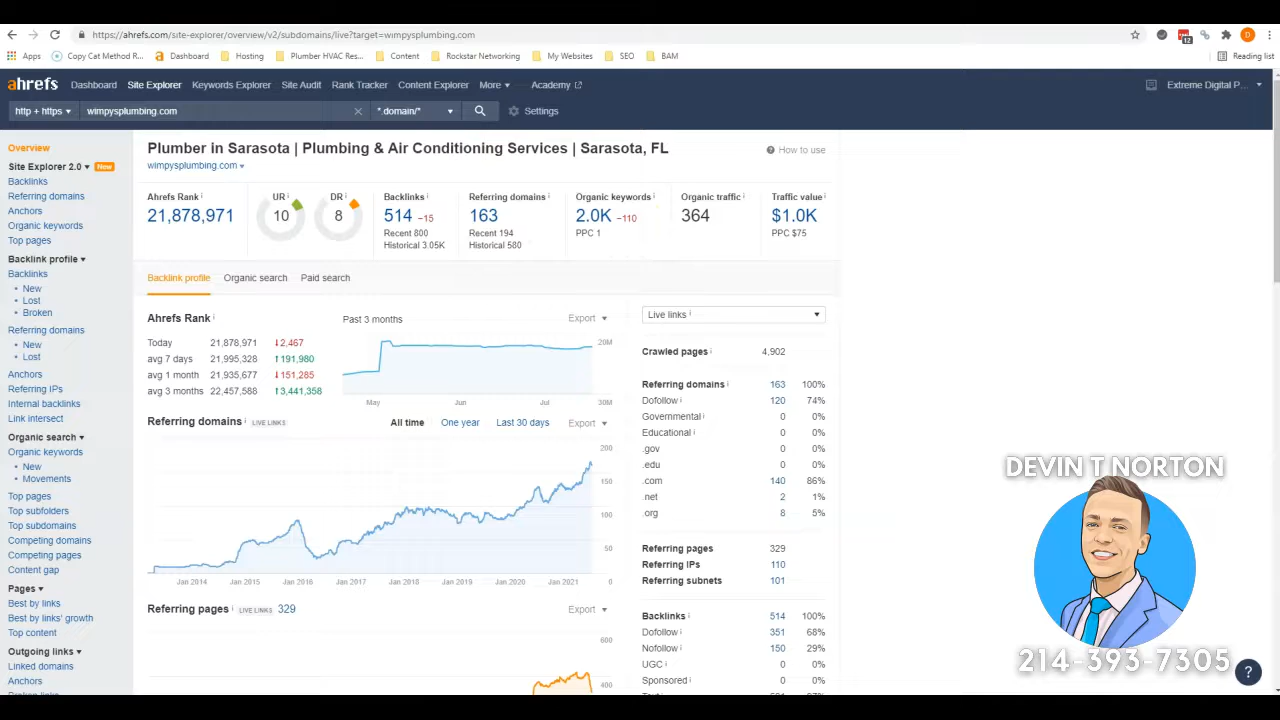 https://ahrefs.com/site-explorer/overview/v2/subdomains/live?target=wimpysplumbing.com
Apps Copy Cat Method R... Dashboard Hosting Plumber HVAC Res... Content Rockstar Networking My Websites SEO BAM Reading list
12
D
ahrefs Dashboard Site Explorer Keywords Explorer Site Audit Rank Tracker Content Explorer More Academy Extreme Digital P...
http + https wimpysplumbing.com *.domain/* Settings
Overview
Site Explorer 2.0 New
Backlinks
Referring domains
Anchors
Organic keywords
Top pages
Backlink profile
Backlinks
New
Lost
Broken
Referring domains
New
Lost
Anchors
Referring IPs
Internal backlinks
Link intersect
Organic search
Organic keywords
New
Movements
Top pages
Top subfolders
Top subdomains
Competing domains
Competing pages
Content gap
Pages
Best by links
Best by links' growth
Top content
Outgoing links
Linked domains
Anchors
Plumber in Sarasota | Plumbing & Air Conditioning Services | Sarasota, FL
How to use
wimpysplumbing.com
Ahrefs Rank UR DR Backlinks Referring domains Organic keywords Organic traffic Traffic value
21,878,971 10 8 514 -15 163 2.0K -110 364 $1.0K
Recent 800 Recent 194 PPC 1 PPC $75
Historical 3.05K Historical 580
Backlink profile Organic search Paid search
Ahrefs Rank Past 3 months Export
Today 21,878,971 ↓2,467
avg 7 days 21,995,328 ↑191,980
avg 1 month 21,935,677 ↓151,285
avg 3 months 22,457,588 ↑3,441,358
20M
30M
May Jun Jul
Referring domains LIVE LINKS All time One year Last 30 days Export
200
150
100
50
0
Jan 2014 Jan 2015 Jan 2016 Jan 2017 Jan 2018 Jan 2019 Jan 2020 Jan 2021
Referring pages LIVE LINKS 329 Export
600
400
Live links
Crawled pages 4,902
Referring domains 163 100%
Dofollow 120 74%
Governmental 0 0%
Educational 0 0%
.gov 0 0%
.edu 0 0%
.com 140 86%
.net 2 1%
.org 8 5%
Referring pages 329
Referring IPs 110
Referring subnets 101
Backlinks 514 100%
Dofollow 351 68%
Nofollow 150 29%
UGC 0 0%
Sponsored 0 0%
DEVIN T NORTON
214-393-7305
?